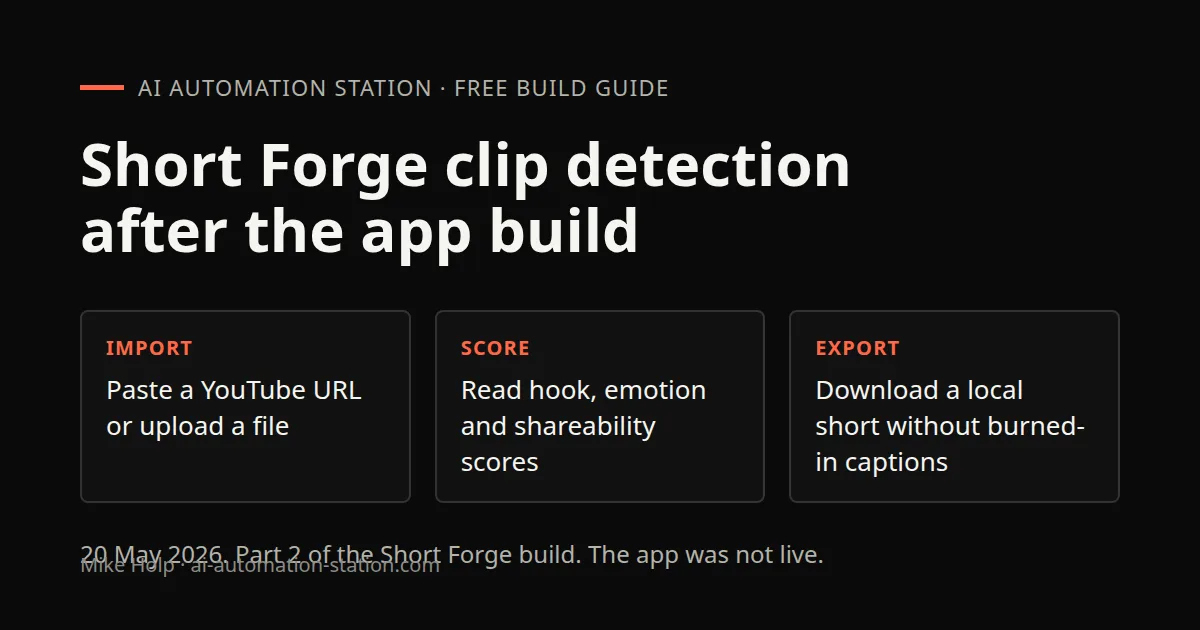 AI AUTOMATION STATION · FREE BUILD GUIDE
Short Forge clip detection
after the app build
IMPORT
Paste a YouTube URL
or upload a file
SCORE
Read hook, emotion
and shareability
scores
EXPORT
Download a local
short without burned-
in captions
20 May 2026. Part 2 of the Short Forge build. The app was not live.
Mike Holp · ai-automation-station.com